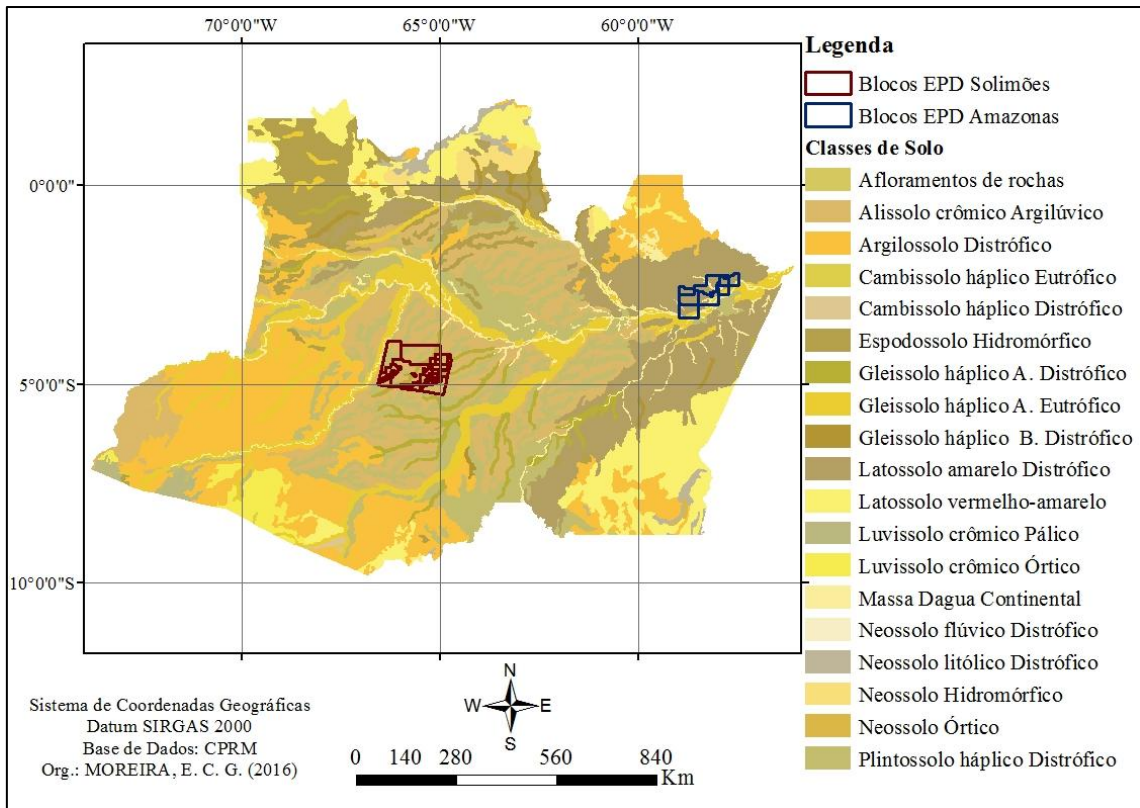 70°0'0"W
65°0'0"W
60°0'0"W
0°0'0"
5°0'0"S
10°0'0"S
Legenda
Blocos EPD Solimões
Blocos EPD Amazonas
Classes de Solo
Afloramentos de rochas
Alissolo crômico Argilúvico
Argilossolo Distrófico
Cambissolo háplico Eutrófico
Cambissolo háplico Distrófico
Espodossolo Hidromórfico
Gleissolo háplico A. Distrófico
Gleissolo háplico A. Eutrófico
Gleissolo háplico B. Distrófico
Latossolo amarelo Distrófico
Latossolo vermelho-amarelo
Luvissolo crômico Pálico
Luvissolo crômico Órtico
Massa Dagua Continental
Neossolo flúvico Distrófico
Neossolo litólico Distrófico
Neossolo Hidromórfico
Neossolo Órtico
Plintossolo háplico Distrófico
Sistema de Coordenadas Geográficas
Datum SIRGAS 2000
Base de Dados: CPRM
Org.: MOREIRA, E. C. G. (2016)
N
W E
S
0 140 280 560 840
Km